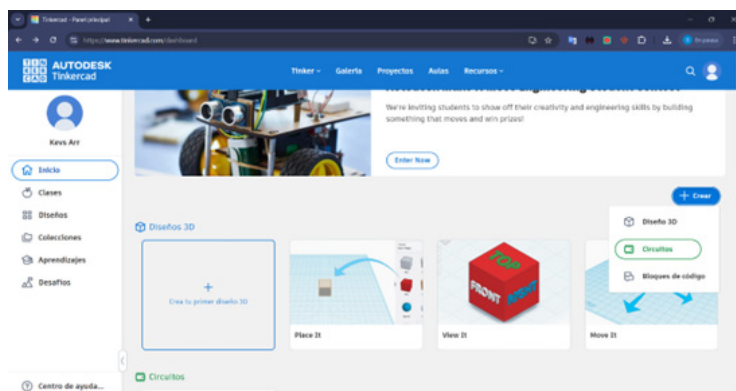 Tinkercad - Panel principal
https://www.tinkercad.com/dashboard
TIN
KER
CAD
AUTODESK
Tinkercad
Tinker
Galería
Proyectos
Aulas
Recursos
Kevs Arr
Inicio
Clases
Diseños
Colecciones
Aprendizajes
Desafíos
Centro de ayuda...
We're inviting students to show off their creativity and engineering skills by building
something that moves and win prizes!
Enter Now
+ Crear
Diseño 3D
Circuitos
Bloques de código
Diseños 3D
+
Crea tu primer diseño 3D
Place It
TOP
FRONT
RIGHT
View It
Move It
Circuitos